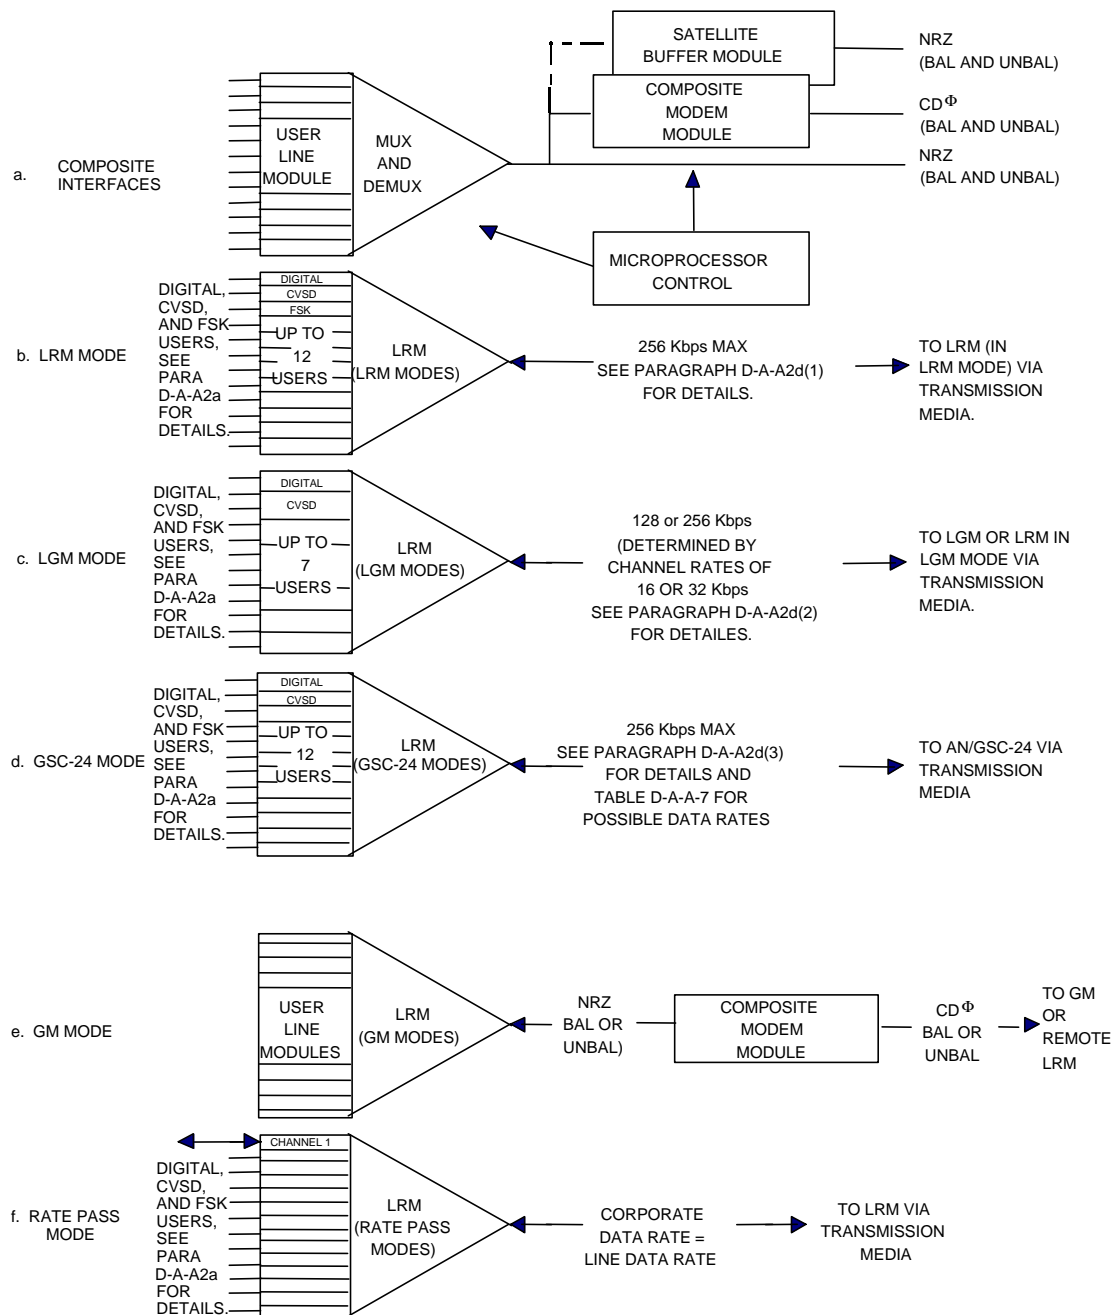 SATELLITE
BUFFER MODULE
NRZ
(BAL AND UNBAL)
COMPOSITE
MODEM
MODULE
CDΦ
(BAL AND UNBAL)
a. COMPOSITE
INTERFACES
USER
LINE
MODULE
MUX
AND
DEMUX
NRZ
(BAL AND UNBAL)
MICROPROCESSOR
CONTROL
b. LRM MODE
DIGITAL,
CVSD,
AND FSK
USERS,
SEE
PARA
D-A-A2a
FOR
DETAILS.
DIGITAL
CVSD
FSK
UP TO
12
USERS
LRM
(LRM MODES)
256 Kbps MAX
SEE PARAGRAPH D-A-A2d(1)
FOR DETAILS.
TO LRM (IN
LRM MODE) VIA
TRANSMISSION
MEDIA.
c. LGM MODE
DIGITAL,
CVSD,
AND FSK
USERS,
SEE
PARA
D-A-A2a
FOR
DETAILS.
DIGITAL
CVSD
UP TO
7
USERS
LRM
(LGM MODES)
128 or 256 Kbps
(DETERMINED BY
CHANNEL RATES OF
16 OR 32 Kbps
SEE PARAGRAPH D-A-A2d(2)
FOR DETAILES.
TO LGM OR LRM IN
LGM MODE VIA
TRANSMISSION
MEDIA.
d. GSC-24 MODE
DIGITAL,
CVSD,
AND FSK
USERS,
SEE
PARA
D-A-A2a
FOR
DETAILS.
DIGITAL
CVSD
UP TO
12
USERS
LRM
(GSC-24 MODES)
256 Kbps MAX
SEE PARAGRAPH D-A-A2d(3)
FOR DETAILS AND
TABLE D-A-A-7 FOR
POSSIBLE DATA RATES
TO AN/GSC-24 VIA
TRANSMISSION
MEDIA
e. GM MODE
USER
LINE
MODULES
LRM
(GM MODES)
NRZ
BAL OR
UNBAL)
COMPOSITE
MODEM
MODULE
CDΦ
BAL OR
UNBAL
TO GM
OR
REMOTE
LRM
f. RATE PASS
MODE
CHANNEL 1
DIGITAL,
CVSD,
AND FSK
USERS,
SEE
PARA
D-A-A2a
FOR
DETAILS.
LRM
(RATE PASS
MODES)
CORPORATE
DATA RATE =
LINE DATA RATE
TO LRM VIA
TRANSMISSION
MEDIA